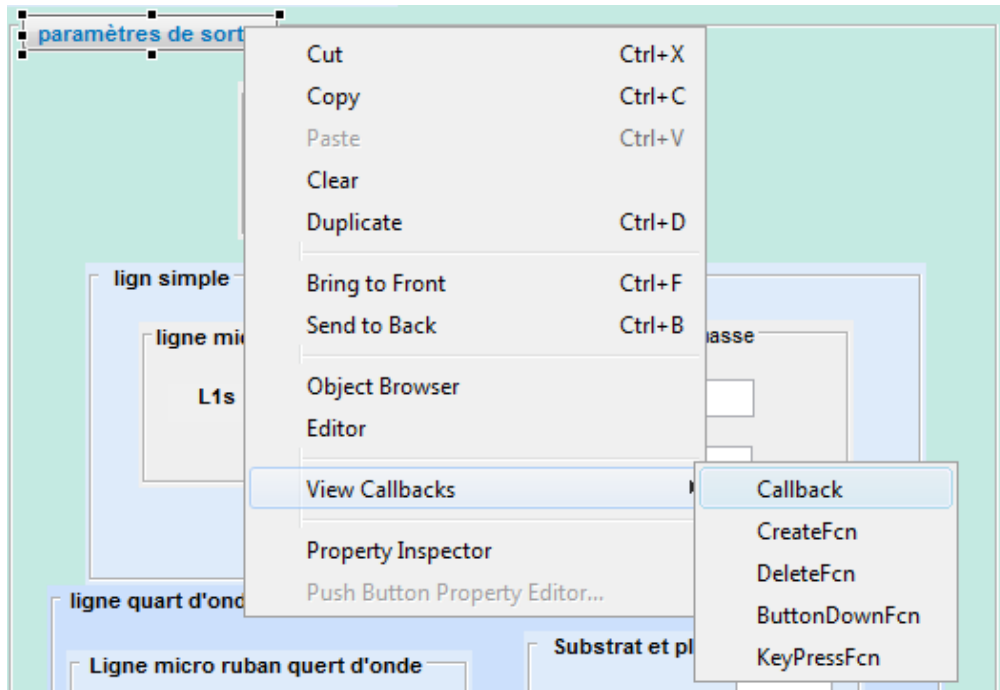 paramètres de sort
Cut Ctrl+X
Copy Ctrl+C
Paste Ctrl+V
Clear
Duplicate Ctrl+D
Bring to Front Ctrl+F
Send to Back Ctrl+B
Object Browser
Editor
View Callbacks
Property Inspector
Push Button Property Editor...
Callback
CreateFcn
DeleteFcn
ButtonDownFcn
KeyPressFcn
lign simple
ligne mic
asse
L1s
ligne quart d'ond
Ligne micro ruban quert d'onde
Substrat et pl